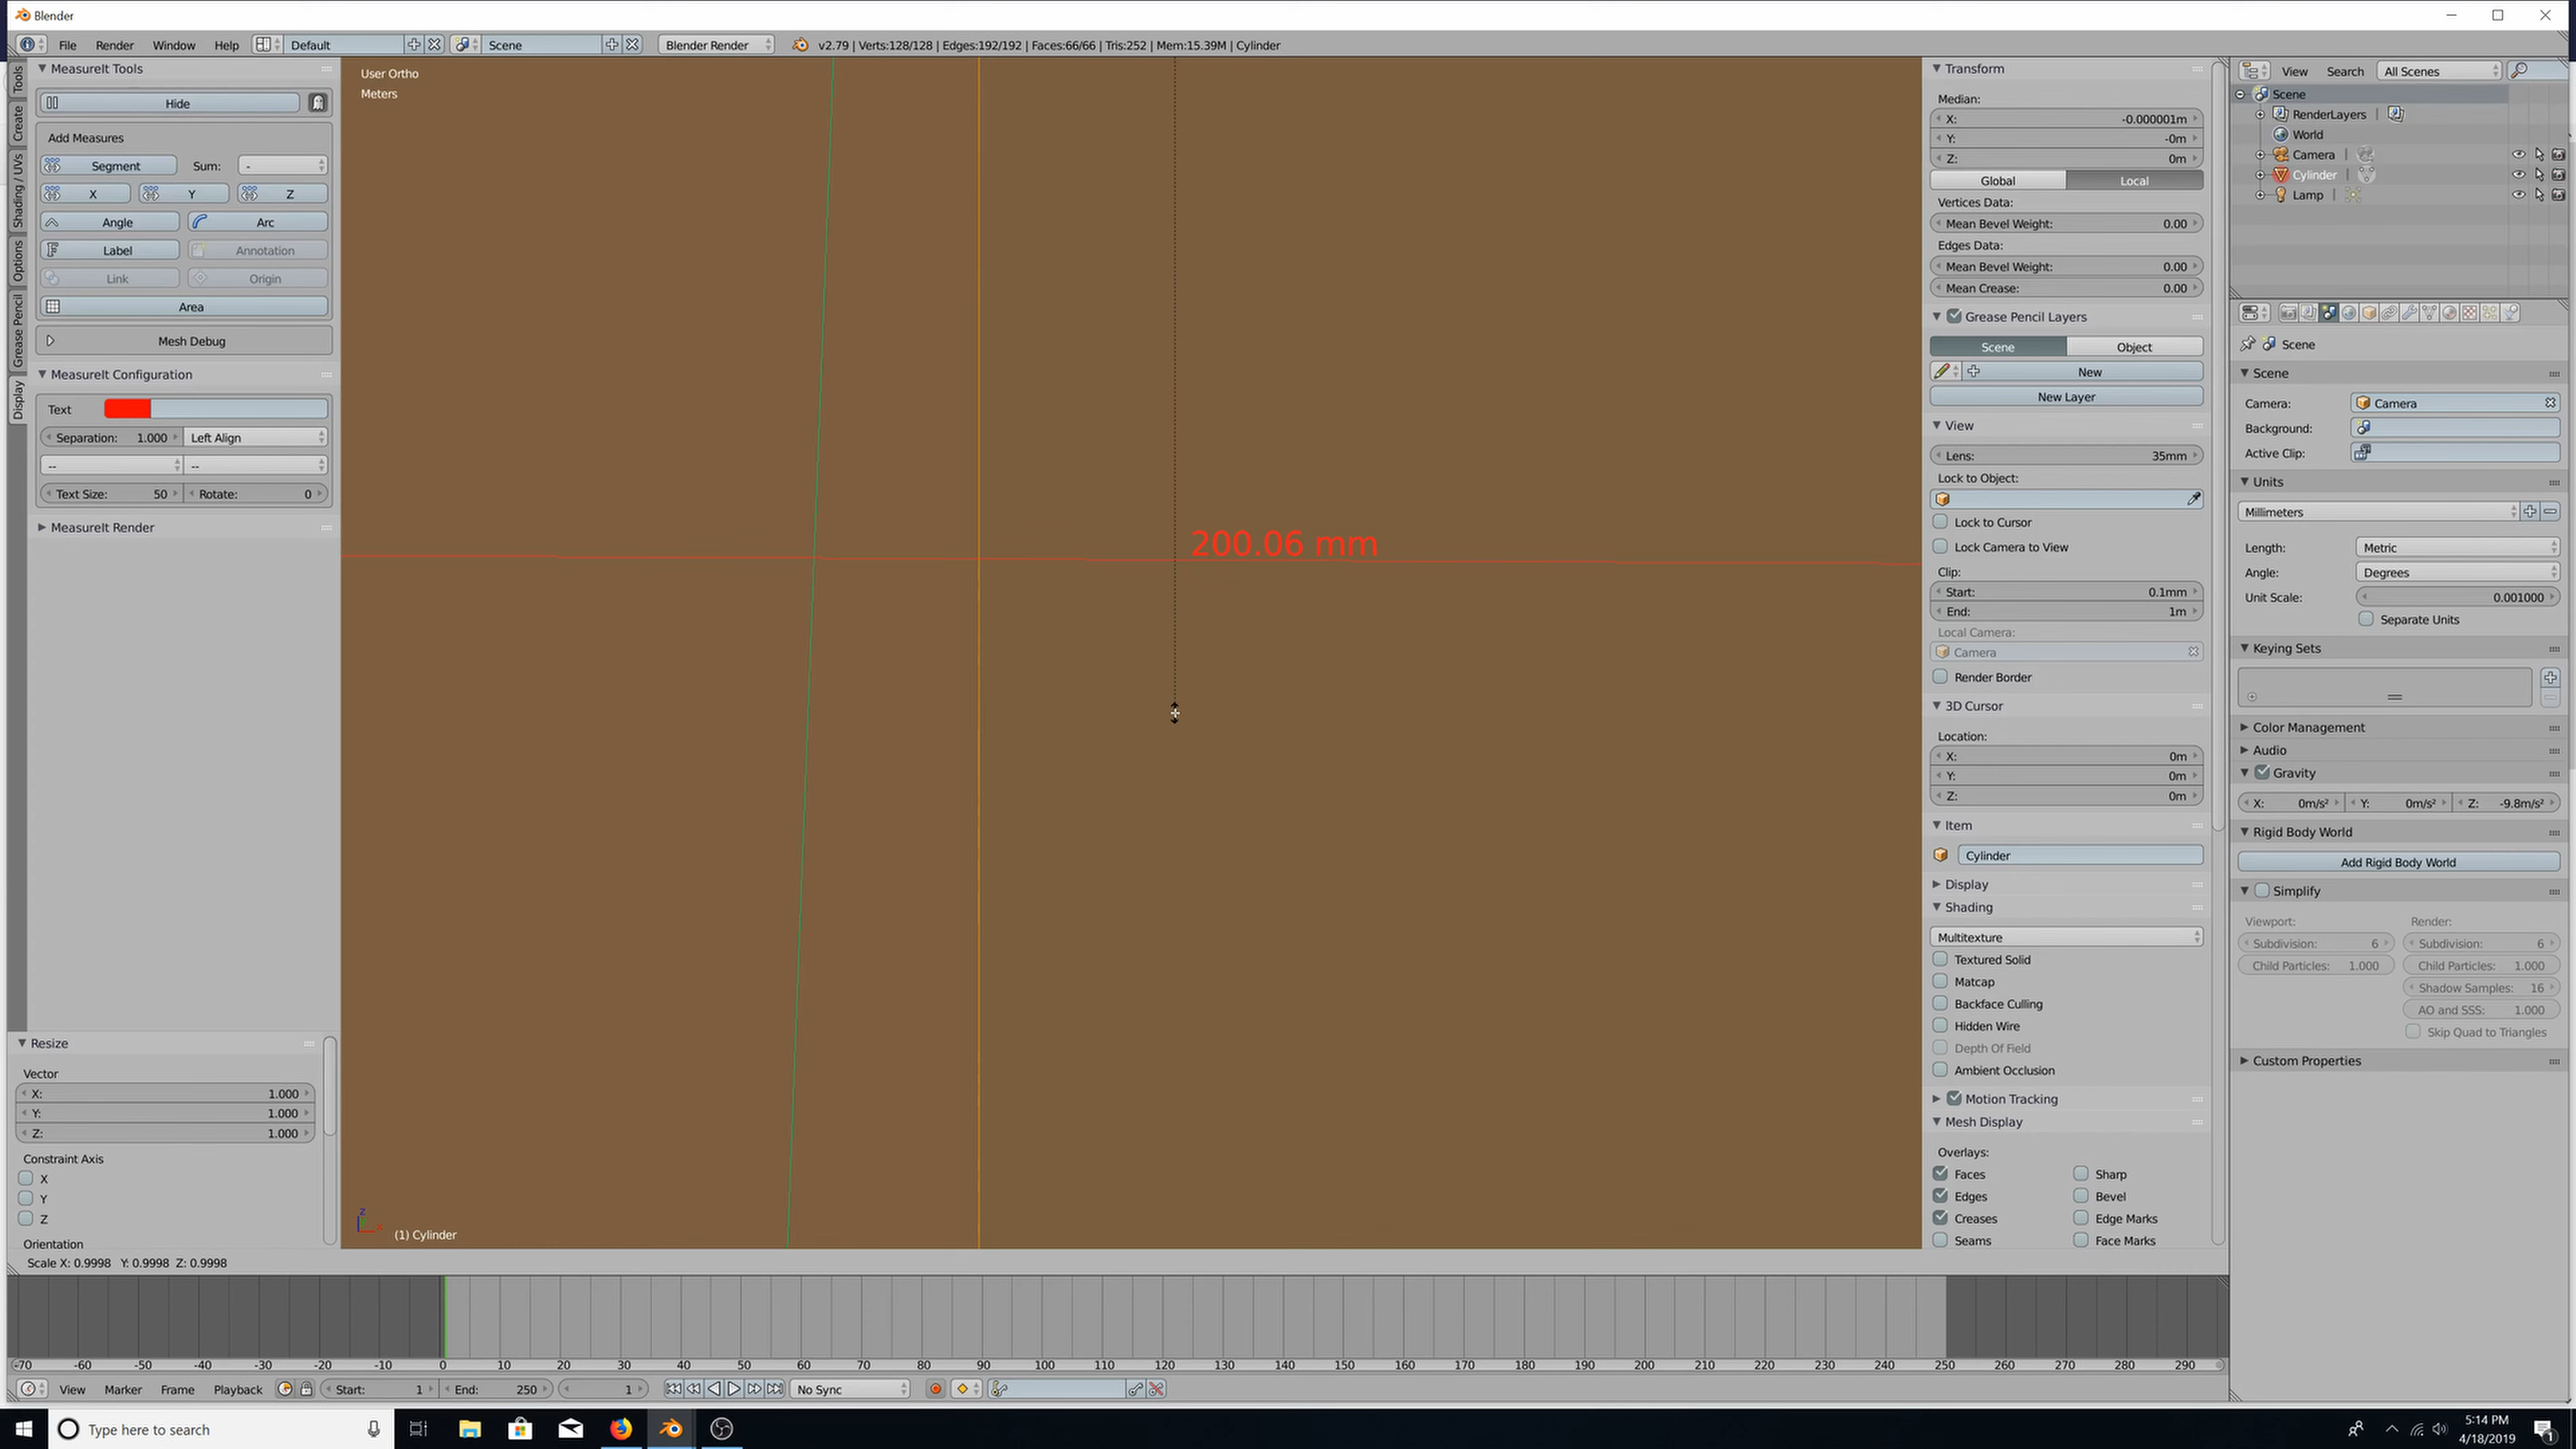 Blender
File Render Window Help Default Scene Blender Render v2.79 | Verts:128/128 | Edges:192/192 | Faces:66/66 | Tris:252 | Mem:15.39M | Cylinder
Tools
Create
Shading / UVs
Options
Grease Pencil
Display
MeasureIt Tools
Hide
Add Measures
Segment Sum: -
X Y Z
Angle Arc
Label Annotation
Link Origin
Area
Mesh Debug
MeasureIt Configuration
Text
Separation: 1.000 Left Align
-- --
Text Size: 50 Rotate: 0
MeasureIt Render
Resize
Vector
X: 1.000
Y: 1.000
Z: 1.000
Constraint Axis
X
Y
Z
Orientation
User Ortho
Meters
200.06 mm
z
x
(1) Cylinder
Scale X: 0.9998 Y: 0.9998 Z: 0.9998
Transform
Median:
X: -0.000001m
Y: -0m
Z: 0m
Global Local
Vertices Data:
Mean Bevel Weight: 0.00
Edges Data:
Mean Bevel Weight: 0.00
Mean Crease: 0.00
Grease Pencil Layers
Scene Object
New
New Layer
View
Lens: 35mm
Lock to Object:
Lock to Cursor
Lock Camera to View
Clip:
Start: 0.1mm
End: 1m
Local Camera:
Camera
Render Border
3D Cursor
Location:
X: 0m
Y: 0m
Z: 0m
Item
Cylinder
Display
Shading
Multitexture
Textured Solid
Matcap
Backface Culling
Hidden Wire
Depth Of Field
Ambient Occlusion
Motion Tracking
Mesh Display
Overlays:
Faces Sharp
Edges Bevel
Creases Edge Marks
Seams Face Marks
View Search All Scenes
Scene
RenderLayers
World
Camera
Cylinder
Lamp
Scene
Scene
Camera: Camera
Background:
Active Clip:
Units
Millimeters
Length: Metric
Angle: Degrees
Unit Scale: 0.001000
Separate Units
Keying Sets
Color Management
Audio
Gravity
X: 0m/s² Y: 0m/s² Z: -9.8m/s²
Rigid Body World
Add Rigid Body World
Simplify
Viewport: Render:
Subdivision: 6 Subdivision: 6
Child Particles: 1.000 Child Particles: 1.000
Shadow Samples: 16
AO and SSS: 1.000
Skip Quad to Triangles
Custom Properties
-70 -60 -50 -40 -30 -20 -10 0 10 20 30 40 50 60 70 80 90 100 110 120 130 140 150 160 170 180 190 200 210 220 230 240 250 260 270 280 290
View Marker Frame Playback Start: 1 End: 250 1 No Sync
Type here to search
5:14 PM
4/18/2019
1